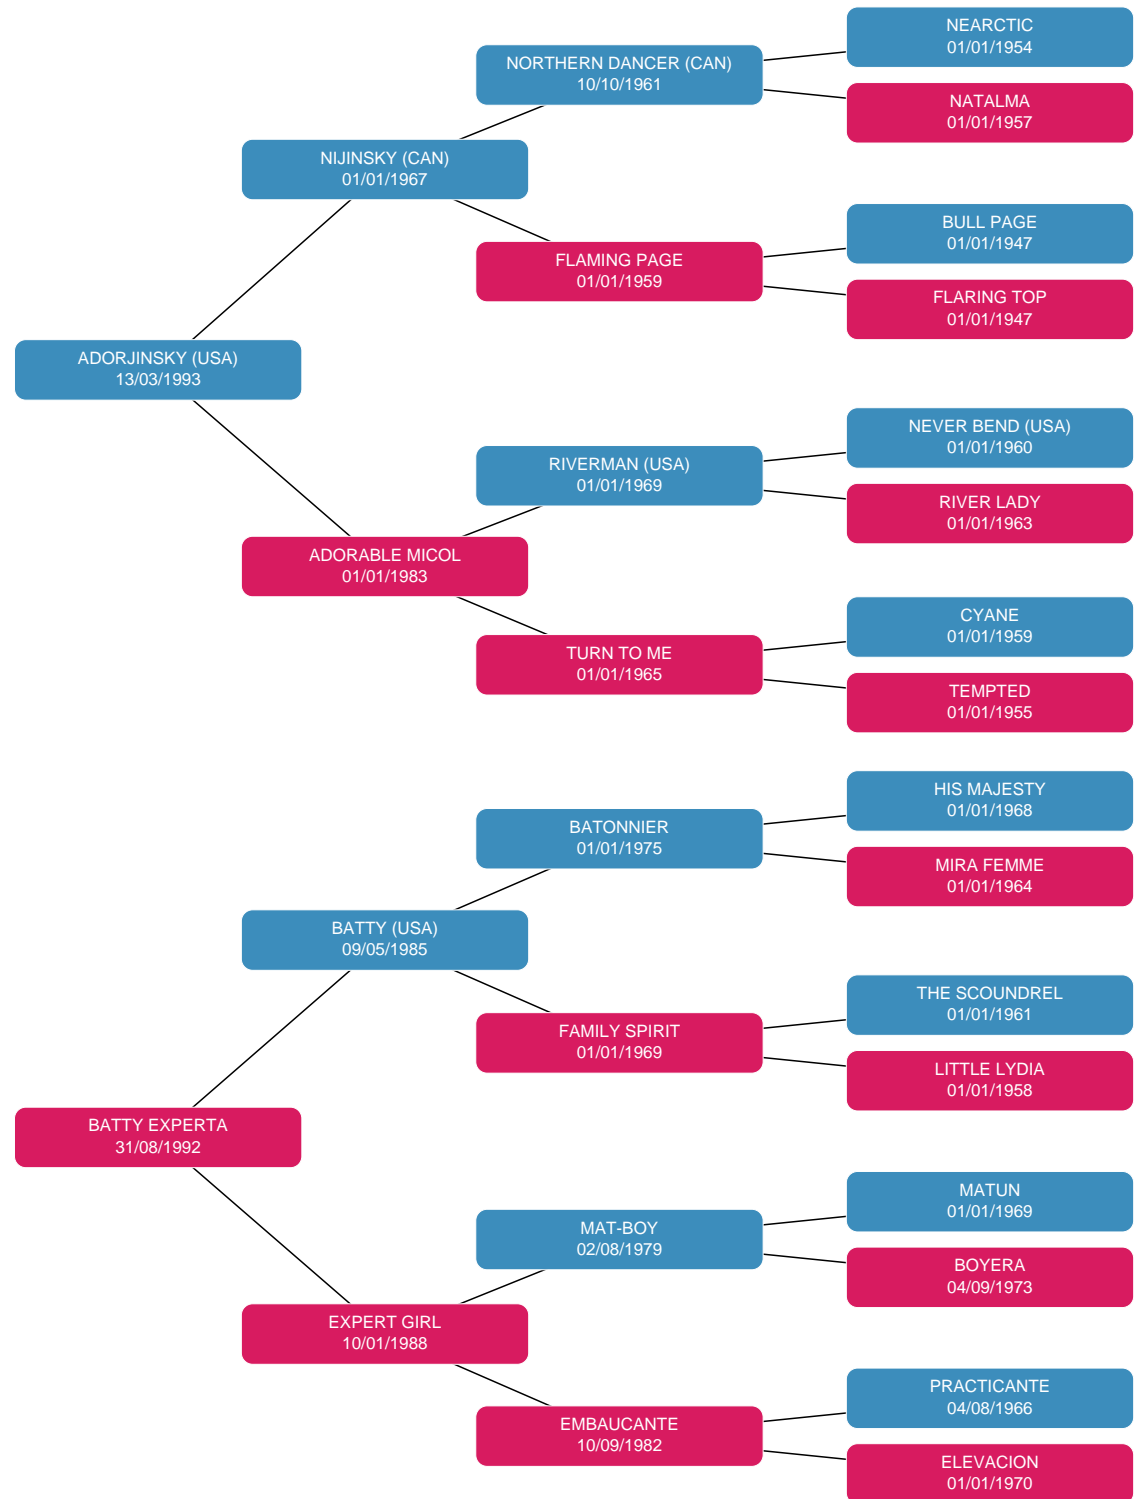 NEARCTIC
01/01/1954
NORTHERN DANCER (CAN)
10/10/1961
NATALMA
01/01/1957
NIJINSKY (CAN)
01/01/1967
BULL PAGE
01/01/1947
FLAMING PAGE
01/01/1959
FLARING TOP
01/01/1947
ADORJINSKY (USA)
13/03/1993
NEVER BEND (USA)
01/01/1960
RIVERMAN (USA)
01/01/1969
RIVER LADY
01/01/1963
ADORABLE MICOL
01/01/1983
CYANE
01/01/1959
TURN TO ME
01/01/1965
TEMPTED
01/01/1955
HIS MAJESTY
01/01/1968
BATONNIER
01/01/1975
MIRA FEMME
01/01/1964
BATTY (USA)
09/05/1985
THE SCOUNDREL
01/01/1961
FAMILY SPIRIT
01/01/1969
LITTLE LYDIA
01/01/1958
BATTY EXPERTA
31/08/1992
MATUN
01/01/1969
MAT-BOY
02/08/1979
BOYERA
04/09/1973
EXPERT GIRL
10/01/1988
PRACTICANTE
04/08/1966
EMBAUCANTE
10/09/1982
ELEVACION
01/01/1970